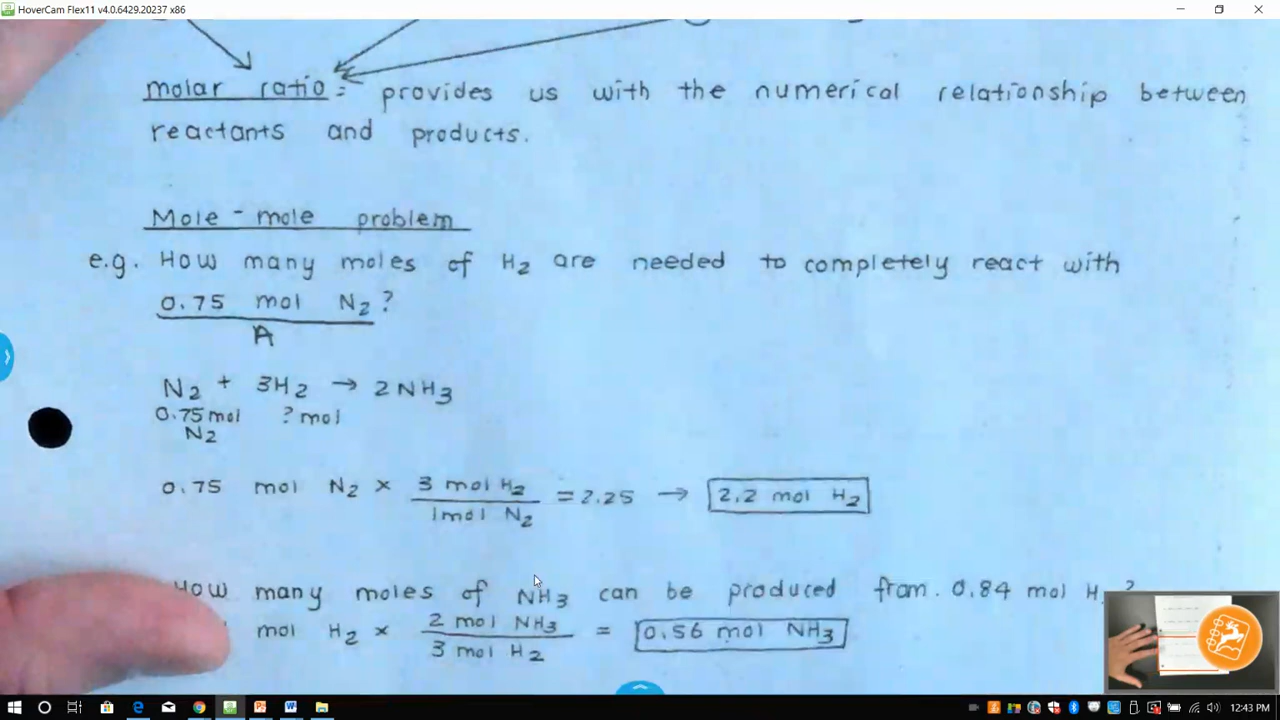 HoverCam Flex11 v4.0.6429.20237 x86
molar ratio = provides us with the numerical relationship between
reactants and products.
Mole - mole problem
e.g. How many moles of H2 are needed to completely react with
0.75 mol N2?
A
N2 + 3H2 → 2NH3
0.75 mol ? mol
N2
0.75 mol N2 × 3 mol H2 / 1 mol N2 = 2.25 → 2.2 mol H2
How many moles of NH3 can be produced from. 0.84 mol H2?
mol H2 × 2 mol NH3 / 3 mol H2 = 0.56 mol NH3
12:43 PM